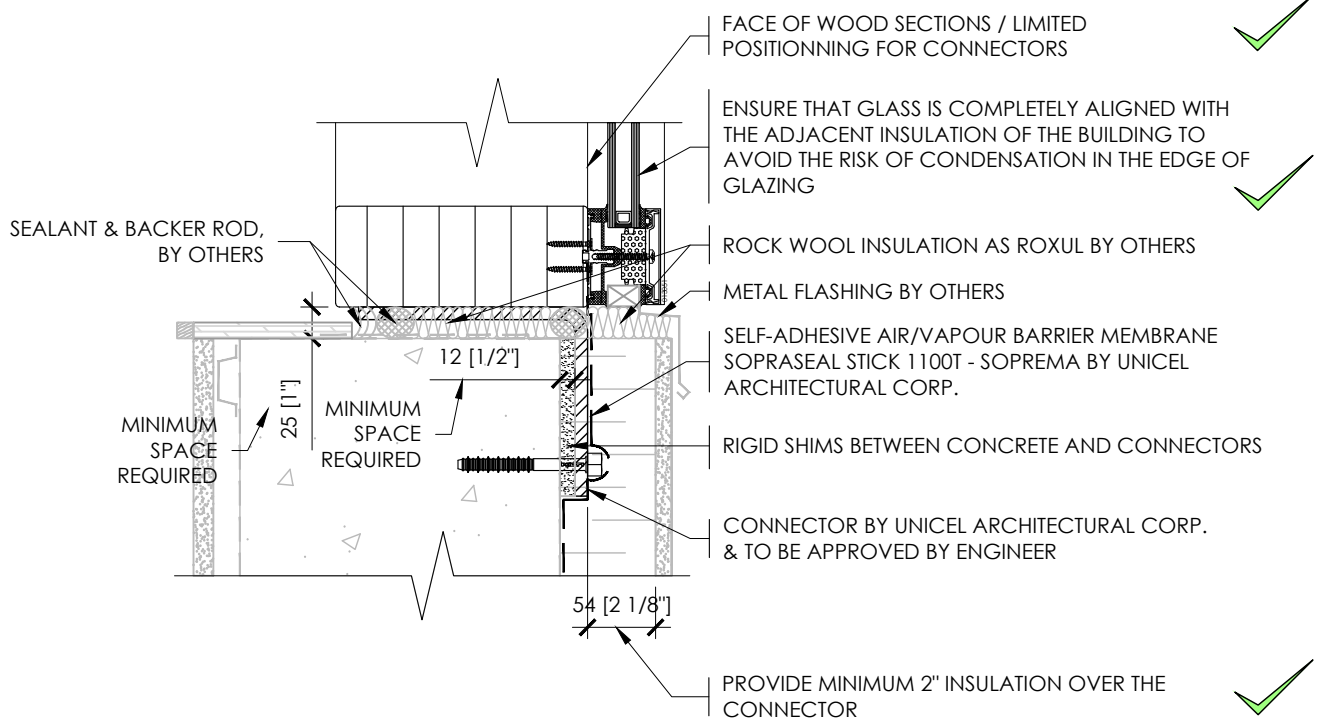 FACE OF WOOD SECTIONS / LIMITED
POSITIONNING FOR CONNECTORS
ENSURE THAT GLASS IS COMPLETELY ALIGNED WITH
THE ADJACENT INSULATION OF THE BUILDING TO
AVOID THE RISK OF CONDENSATION IN THE EDGE OF
GLAZING
SEALANT & BACKER ROD,
BY OTHERS
ROCK WOOL INSULATION AS ROXUL BY OTHERS
METAL FLASHING BY OTHERS
SELF-ADHESIVE AIR/VAPOUR BARRIER MEMBRANE
SOPRASEAL STICK 1100T - SOPREMA BY UNICEL
ARCHITECTURAL CORP.
12 [1/2"]
25 [1"]
MINIMUM
SPACE
REQUIRED
MINIMUM
SPACE
REQUIRED
RIGID SHIMS BETWEEN CONCRETE AND CONNECTORS
CONNECTOR BY UNICEL ARCHITECTURAL CORP.
& TO BE APPROVED BY ENGINEER
54 [2 1/8"]
PROVIDE MINIMUM 2" INSULATION OVER THE
CONNECTOR